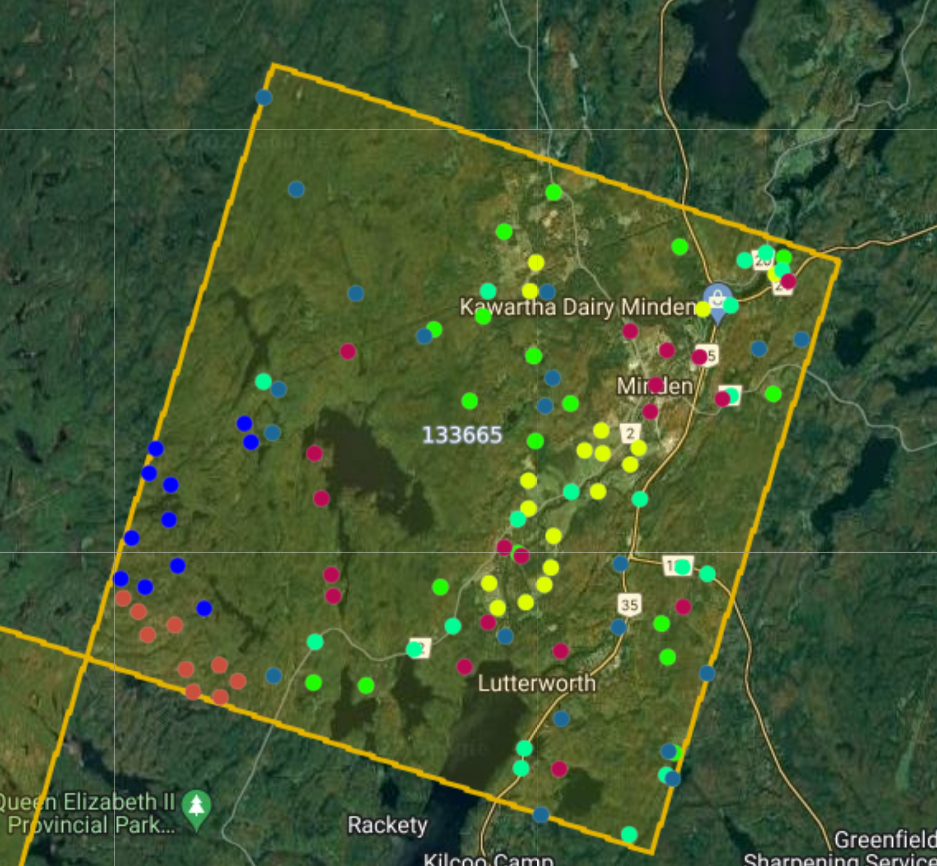 Kawartha Dairy Minden
35
Minden
133665
2
35
Lutterworth
Queen Elizabeth II
Provincial Park...
Rackety
Kilcoo Camp
Greenfield
Sharpening Service